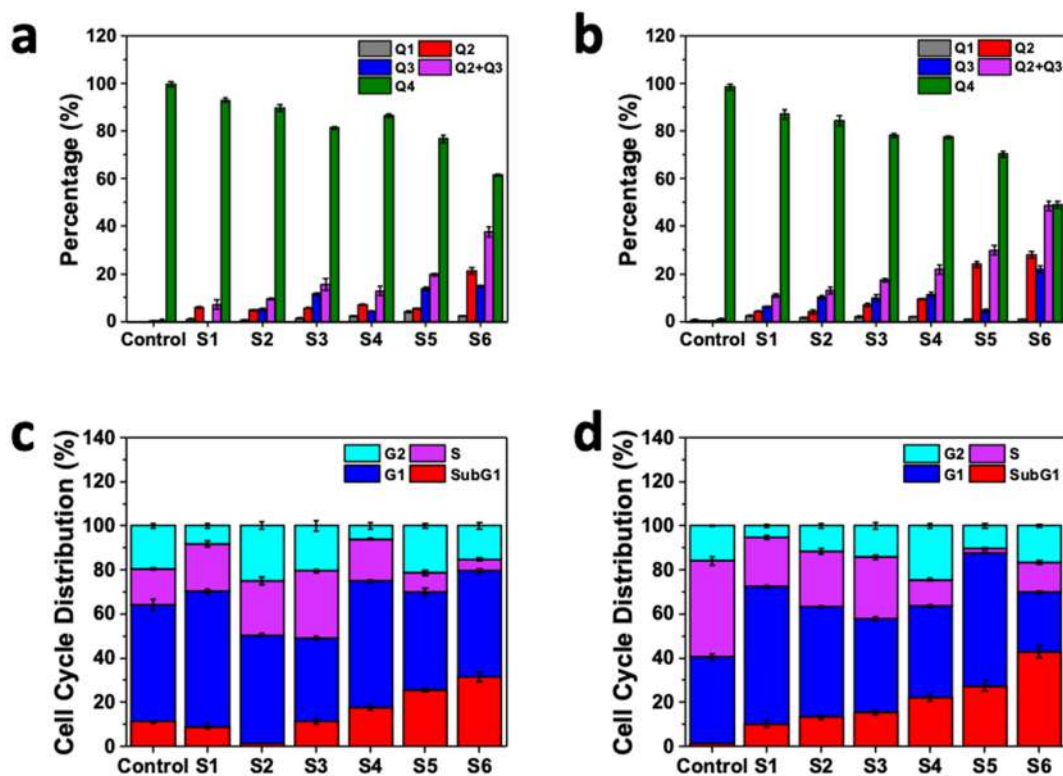 a
120
100
80
60
40
20
0
Percentage (%)
Q1 Q2
Q3 Q2+Q3
Q4
Control S1 S2 S3 S4 S5 S6
b
120
100
80
60
40
20
0
Percentage (%)
Q1 Q2
Q3 Q2+Q3
Q4
Control S1 S2 S3 S4 S5 S6
c
140
120
100
80
60
40
20
0
Cell Cycle Distribution (%)
G2 S
G1 SubG1
Control S1 S2 S3 S4 S5 S6
d
140
120
100
80
60
40
20
0
Cell Cycle Distribution (%)
G2 S
G1 SubG1
Control S1 S2 S3 S4 S5 S6